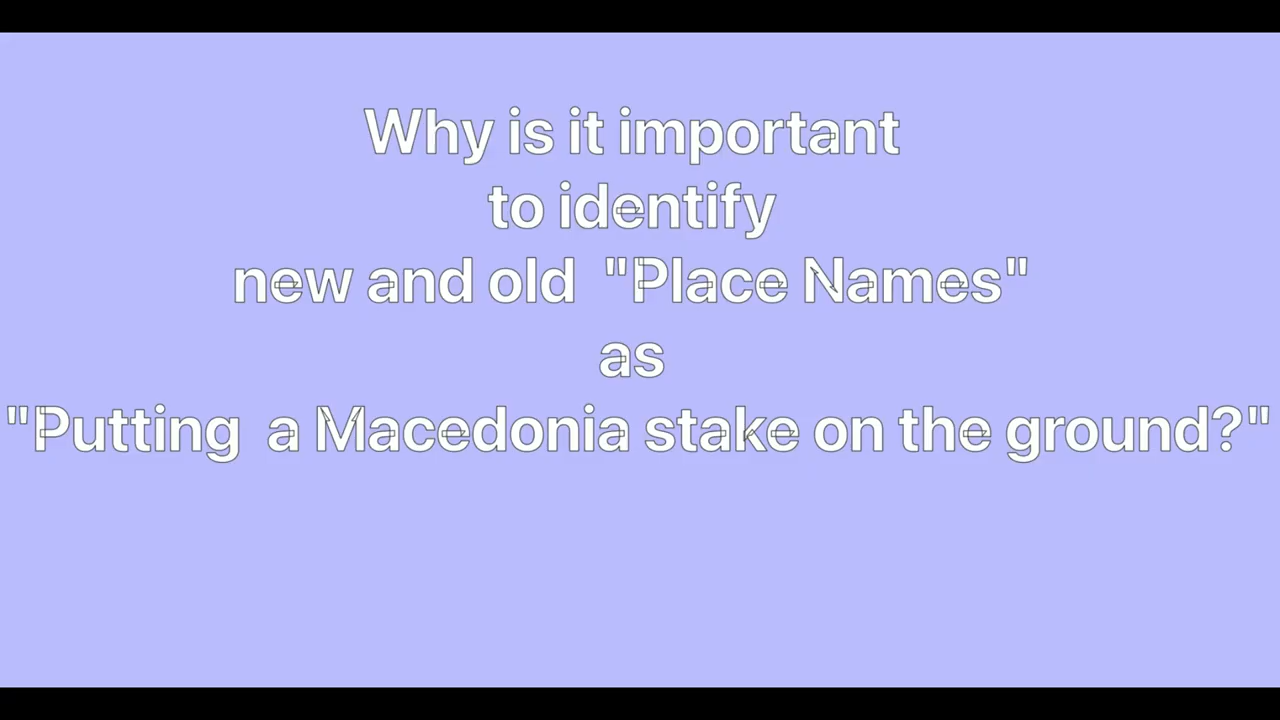 Why is it important
to identify
new and old  "Place Names"
as
"Putting  a Macedonia stake on the ground?"